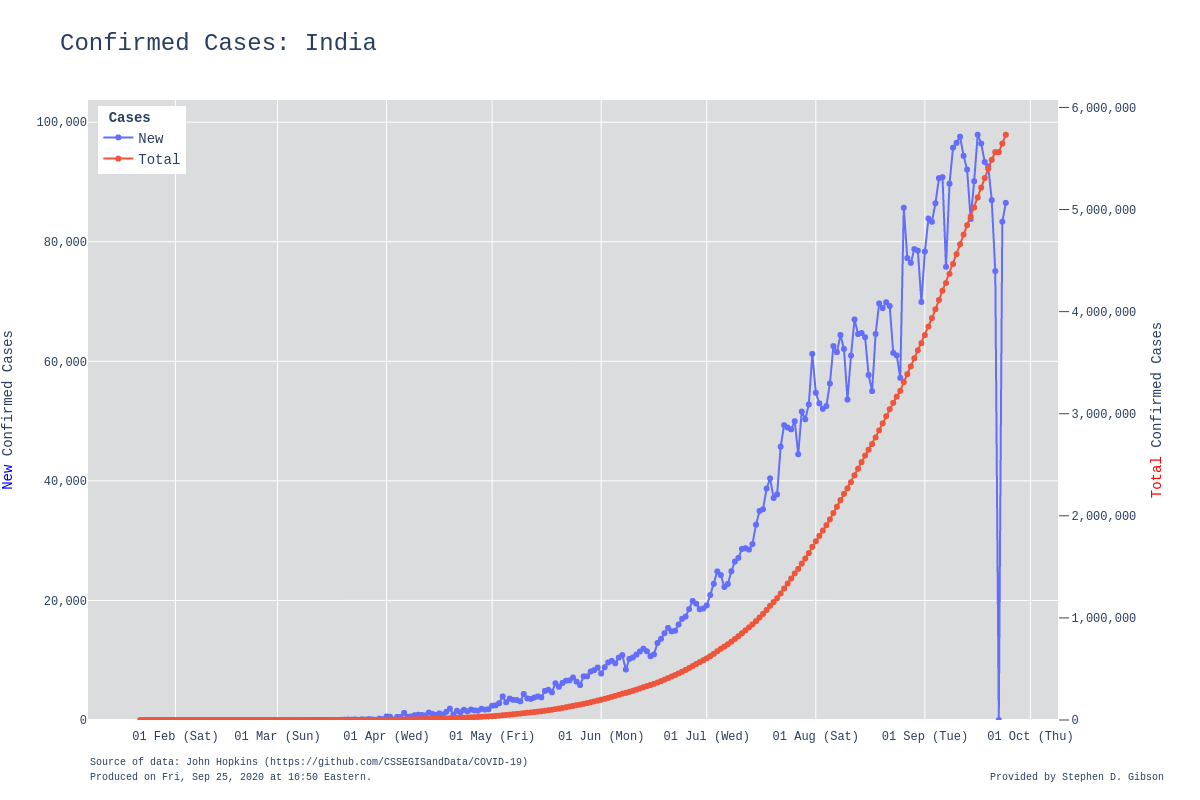 Confirmed Cases: India
Cases
New
Total
100,000
80,000
60,000
40,000
20,000
0
New Confirmed Cases
6,000,000
5,000,000
4,000,000
3,000,000
2,000,000
1,000,000
0
Total Confirmed Cases
01 Feb (Sat) 01 Mar (Sun) 01 Apr (Wed) 01 May (Fri) 01 Jun (Mon) 01 Jul (Wed) 01 Aug (Sat) 01 Sep (Tue) 01 Oct (Thu)
Source of data: John Hopkins (https://github.com/CSSEGISandData/COVID-19)
Produced on Fri, Sep 25, 2020 at 16:50 Eastern.
Provided by Stephen D. Gibson